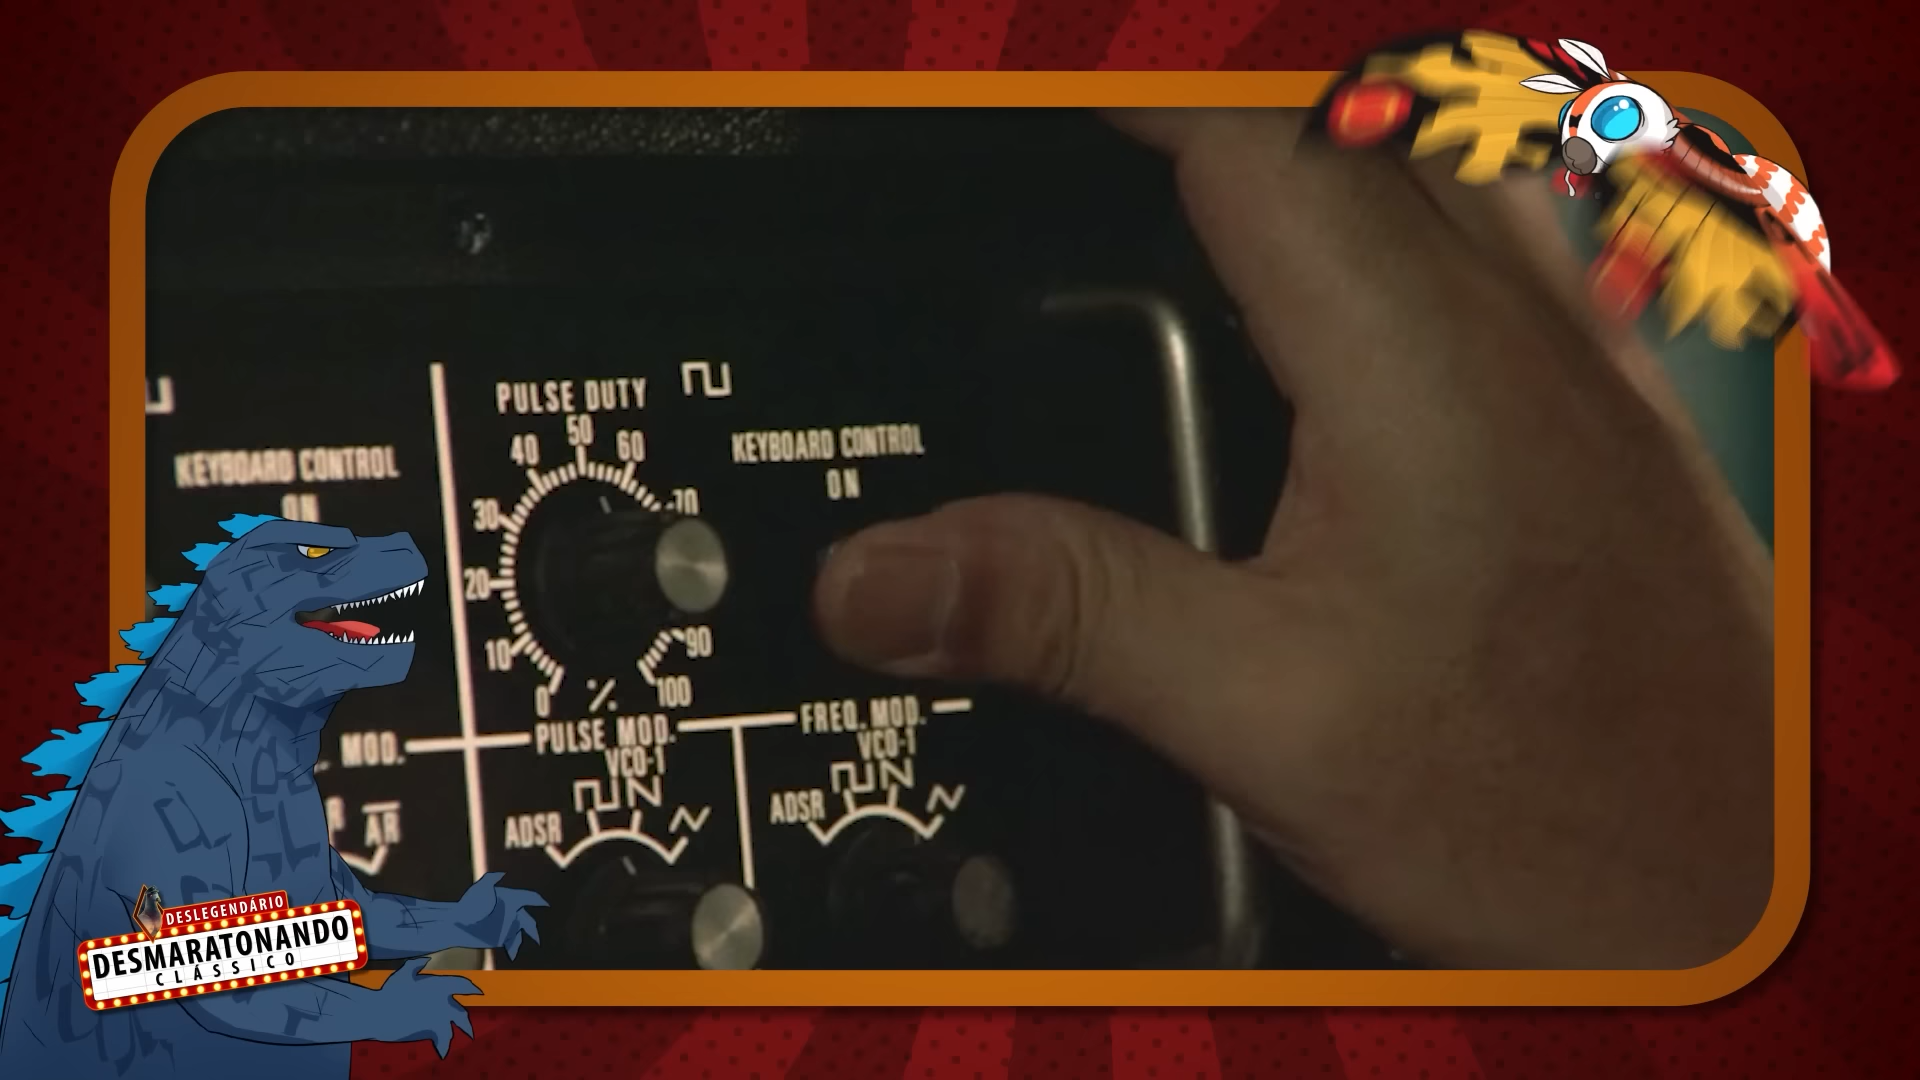 PULSE DUTY
KEYBOARD CONTROL
ON
KEYBOARD CONTROL
ON
0
10
20
30
40
50
60
70
90
100
%
MOD.
PULSE MOD.
VCO-1
FREQ. MOD.
VCO-1
AR
ADSR
ADSR
DESLEGENDÁRIO
DESMARATONANDO
CLÁSSICO